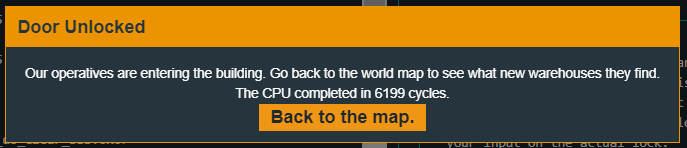 Door Unlocked
Our operatives are entering the building. Go back to the world map to see what new warehouses they find.
The CPU completed in 6199 cycles.
Back to the map.
your input on the actual lock.